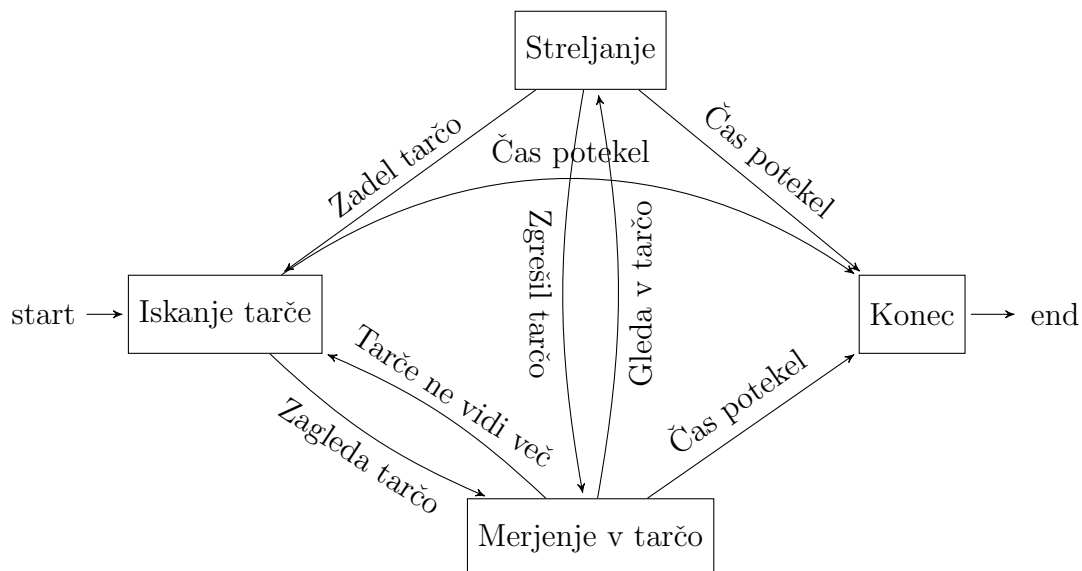 Streljanje
Zadel tarčo
Čas potekel
Čas potekel
Zgrešil tarčo
Gleda v tarčo
start
Iskanje tarče
Konec
end
Tarče ne vidi več
Čas potekel
Zagleda tarčo
Merjenje v tarčo